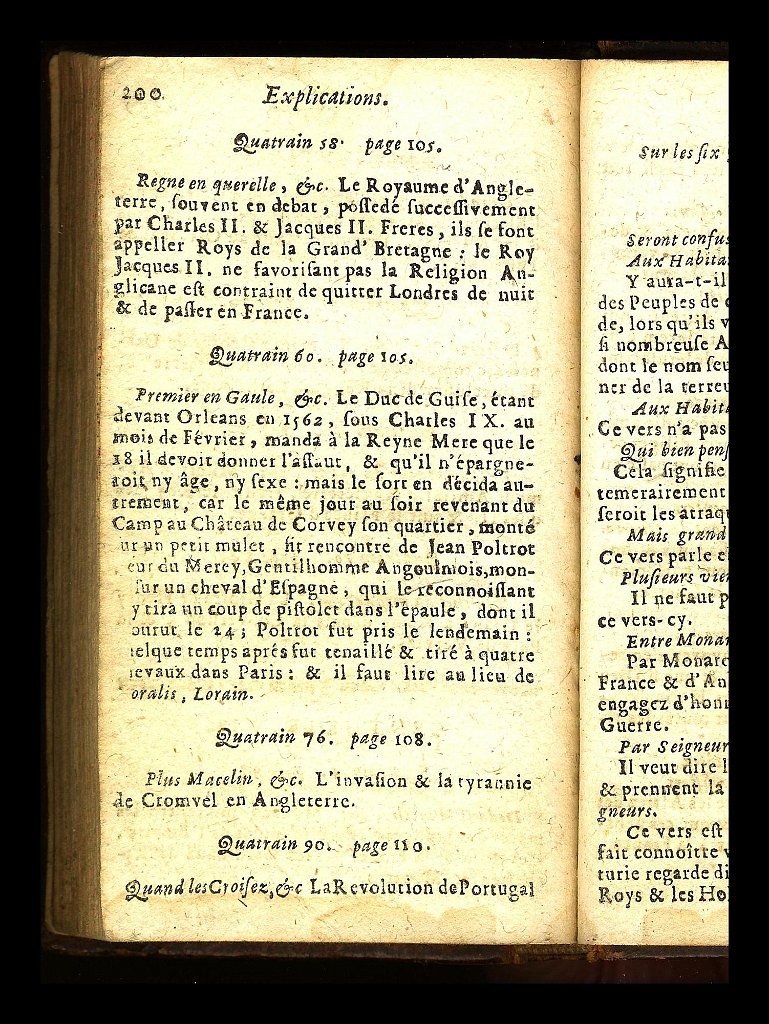 200 Explications.
Quatrain 58. page 105.
Regne en querelle, &c. Le Royaume d'Angle-
terre, ſouvent en debat, poſſedé ſucceſſivement
par Charles II. & Jacques II. Freres, ils ſe font
appeller Roys de la Grand' Bretagne : le Roy
Jacques II. ne favoriſant pas la Religion An-
glicane eſt contraint de quitter Londres de nuit
& de paſſer en France.
Quatrain 60. page 105.
Premier en Gaule, &c. Le Duc de Guiſe, étant
devant Orleans en 1562, ſous Charles IX. au
mois de Février, manda à la Reyne Mere que le
18 il devoit donner l'aſſaut, & qu'il n'épargne-
roit ny âge, ny ſexe : mais le ſort en décida au-
trement, car le même jour au ſoir revenant du
Camp au Château de Corvey ſon quartier, monté
ur un petit mulet, fit rencontre de Jean Poltrot
eur du Merey, Gentilhomme Angoulmois, mon-
ſur un cheval d'Eſpagne, qui le reconnoiſſant
y tira un coup de piſtolet dans l'épaule, dont il
ourut le 24; Poltrot fut pris le lendemain :
elque temps aprés fut tenaillé & tiré à quatre
evaux dans Paris : & il faut lire au lieu de
oralis, Lorain.
Quatrain 76. page 108.
Plus Macelin, &c. L'invaſion & la tyrannie
de Cromvel en Angleterre.
Quatrain 90. page 110.
Quand les Croiſez, &c La Revolution de Portugal
Sur les ſix
Seront confus
Aux Habita
Y aura-t-il
des Peuples de
de, lors qu'ils v
ſi nombreuſe A
dont le nom ſeu
ner de la terreu
Aux Habita
Ce vers n'a pas
Qui bien penſ
Cela ſignifie
temerairement
ſeroit les attaq
Mais grand
Ce vers parle e
Pluſieurs vien
Il ne faut p
ce vers-cy.
Entre Monar
Par Monarc
France & d'An
engagez d'hon
Guerre.
Par Seigneur
Il veut dire l
& prennent la
gneurs.
Ce vers eſt
fait connoître v
turie regarde di
Roys & les Hol